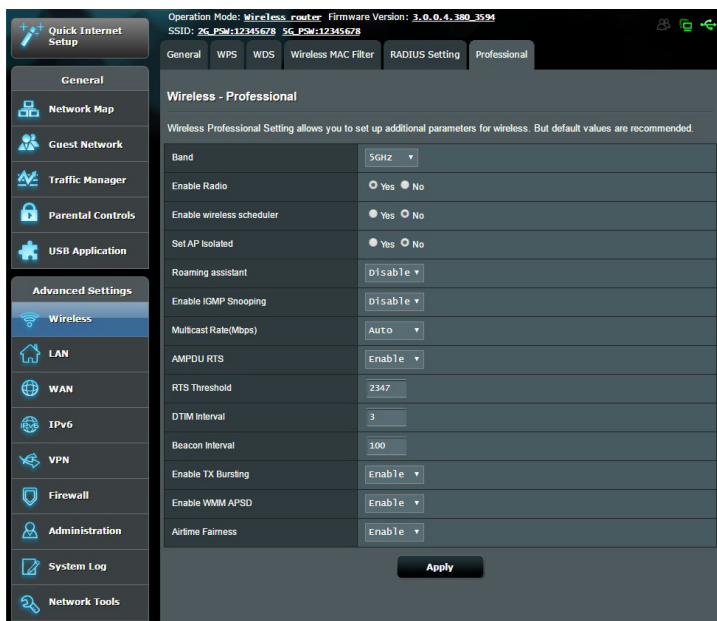 Quick Internet
Setup
Operation Mode: Wireless router Firmware Version: 3.0.0.4.380_3594
SSID: 2G_PSW:12345678 5G_PSW:12345678
General WPS WDS Wireless MAC Filter RADIUS Setting Professional
General
Network Map
Guest Network
Traffic Manager
Parental Controls
USB Application
Advanced Settings
Wireless
LAN
WAN
IPv6
IPv6
VPN
Firewall
Administration
System Log
Network Tools
Wireless - Professional
Wireless Professional Setting allows you to set up additional parameters for wireless. But default values are recommended.
Band 5GHz
Enable Radio Yes No
Enable wireless scheduler Yes No
Set AP Isolated Yes No
Roaming assistant Disable
Enable IGMP Snooping Disable
Multicast Rate(Mbps) Auto
AMPDU RTS Enable
RTS Threshold 2347
DTIM Interval 3
Beacon Interval 100
Enable TX Bursting Enable
Enable WMM APSD Enable
Airtime Fairness Enable
Apply